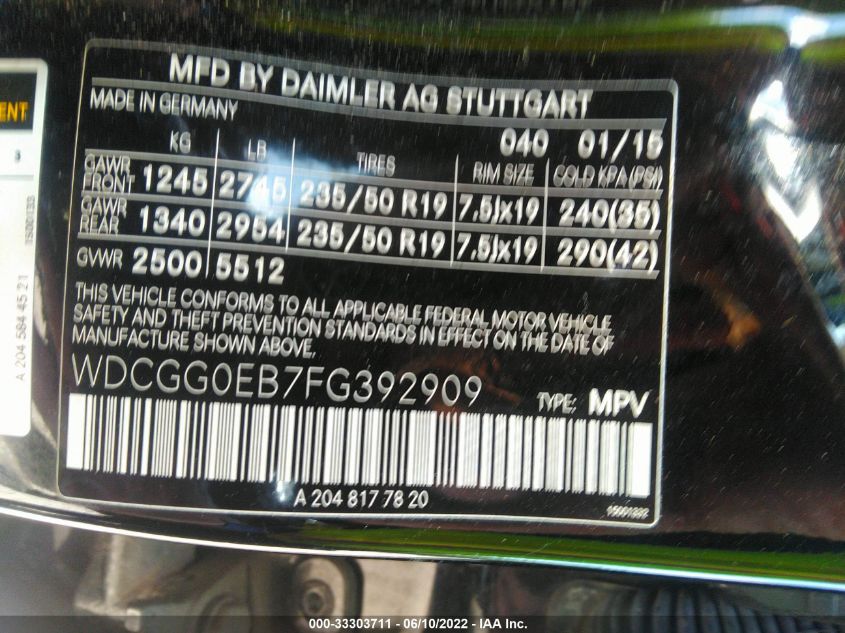 MFD BY DAIMLER AG STUTTGART
MADE IN GERMANY
040 01/15
KG LB TIRES RIM SIZE COLD KPA (PSI)
GAWR FRONT 1245 2745 235/50 R19 7.5Jx19 240(35)
GAWR REAR 1340 2954 235/50 R19 7.5Jx19 290(42)
GVWR 2500 5512
THIS VEHICLE CONFORMS TO ALL APPLICABLE FEDERAL MOTOR VEHICLE
SAFETY AND THEFT PREVENTION STANDARDS IN EFFECT ON THE DATE OF
MANUFACTURE SHOWN ABOVE.
WDCGG0EB7FG392909 TYPE: MPV
A 204 817 78 20
15001332
A 204 584 45 21
000-33303711 - 06/10/2022 - IAA Inc.